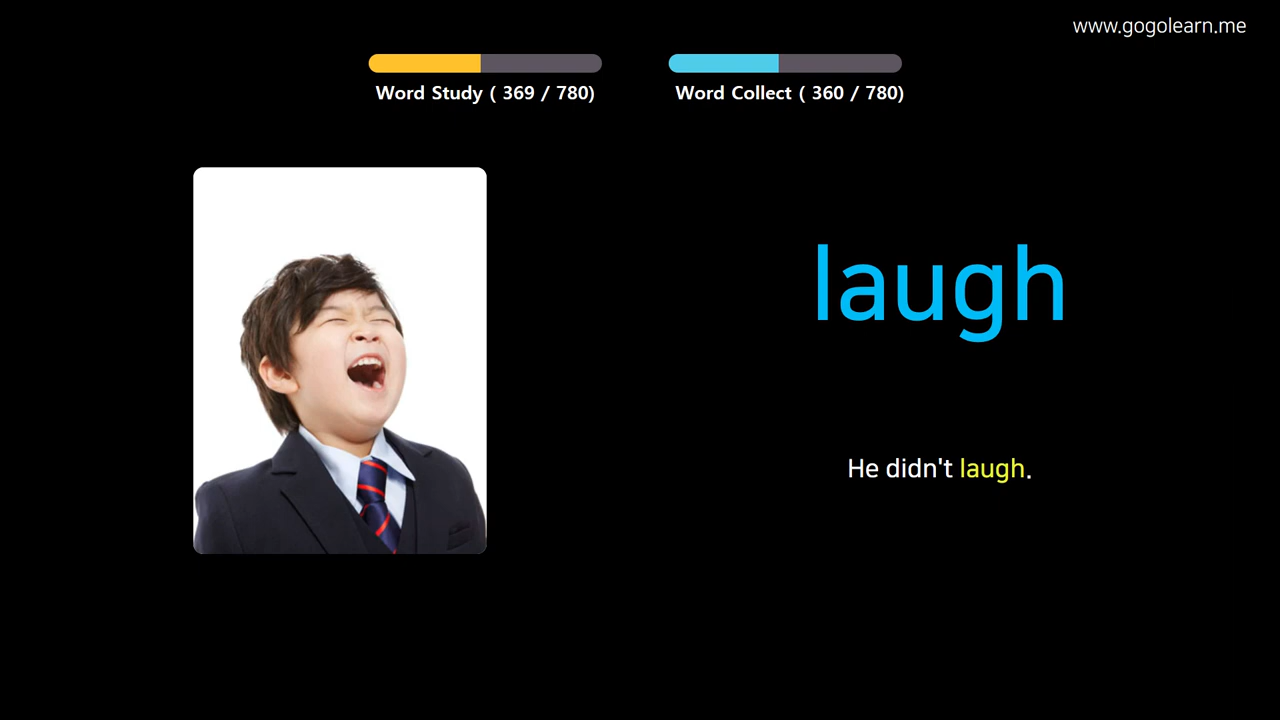 www.gogolearn.me
Word Study ( 369 / 780)
Word Collect ( 360 / 780)
laugh
He didn't laugh.